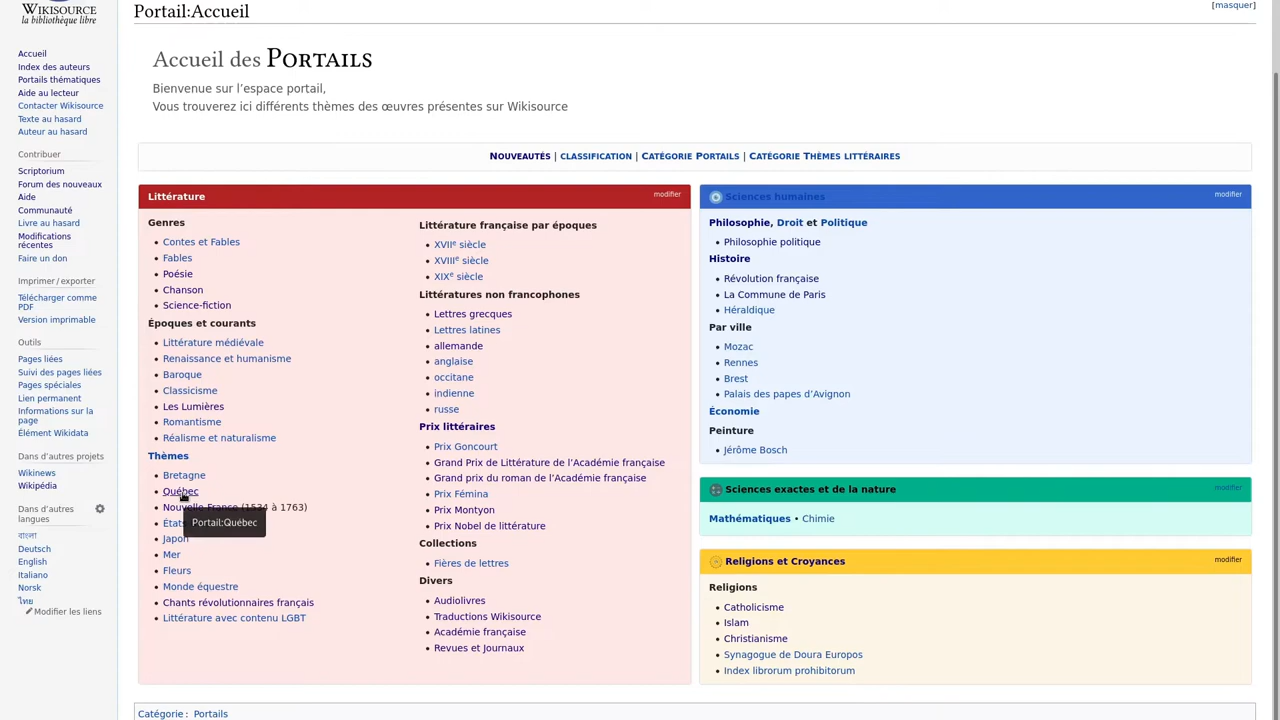 WIKISOURCE
la bibliothèque libre
Accueil
Index des auteurs
Portails thématiques
Aide au lecteur
Contacter Wikisource
Texte au hasard
Auteur au hasard
Contribuer
Scriptorium
Forum des nouveaux
Aide
Communauté
Livre au hasard
Modifications
récentes
Faire un don
Imprimer / exporter
Télécharger comme
PDF
Version imprimable
Outils
Pages liées
Suivi des pages liées
Pages spéciales
Lien permanent
Informations sur la
page
Élément Wikidata
Dans d’autres projets
Wikinews
Wikipédia
Dans d’autres
langues
বাংলা
Deutsch
English
Italiano
Norsk
ไทย
Modifier les liens
Portail:Accueil
[masquer]
Accueil des PORTAILS
Bienvenue sur l’espace portail,
Vous trouverez ici différents thèmes des œuvres présentes sur Wikisource
NOUVEAUTÉS | CLASSIFICATION | CATÉGORIE PORTAILS | CATÉGORIE THÈMES LITTÉRAIRES
Littérature modifier
Genres
• Contes et Fables
• Fables
• Poésie
• Chanson
• Science-fiction
Époques et courants
• Littérature médiévale
• Renaissance et humanisme
• Baroque
• Classicisme
• Les Lumières
• Romantisme
• Réalisme et naturalisme
Thèmes
• Bretagne
• Québec
• Nouvelle France (1534 à 1763)
Portail:Québec
• État
• Japon
• Mer
• Fleurs
• Monde équestre
• Chants révolutionnaires français
• Littérature avec contenu LGBT
Littérature française par époques
• XVIIe siècle
• XVIIIe siècle
• XIXe siècle
Littératures non francophones
• Lettres grecques
• Lettres latines
• allemande
• anglaise
• occitane
• indienne
• russe
Prix littéraires
• Prix Goncourt
• Grand Prix de Littérature de l’Académie française
• Grand prix du roman de l’Académie française
• Prix Fémina
• Prix Montyon
• Prix Nobel de littérature
Collections
• Fières de lettres
Divers
• Audiolivres
• Traductions Wikisource
• Académie française
• Revues et Journaux
Sciences humaines modifier
Philosophie, Droit et Politique
• Philosophie politique
Histoire
• Révolution française
• La Commune de Paris
• Héraldique
Par ville
• Mozac
• Rennes
• Brest
• Palais des papes d’Avignon
Économie
Peinture
• Jérôme Bosch
Sciences exactes et de la nature modifier
Mathématiques • Chimie
Religions et Croyances modifier
Religions
• Catholicisme
• Islam
• Christianisme
• Synagogue de Doura Europos
• Index librorum prohibitorum
Catégorie : Portails